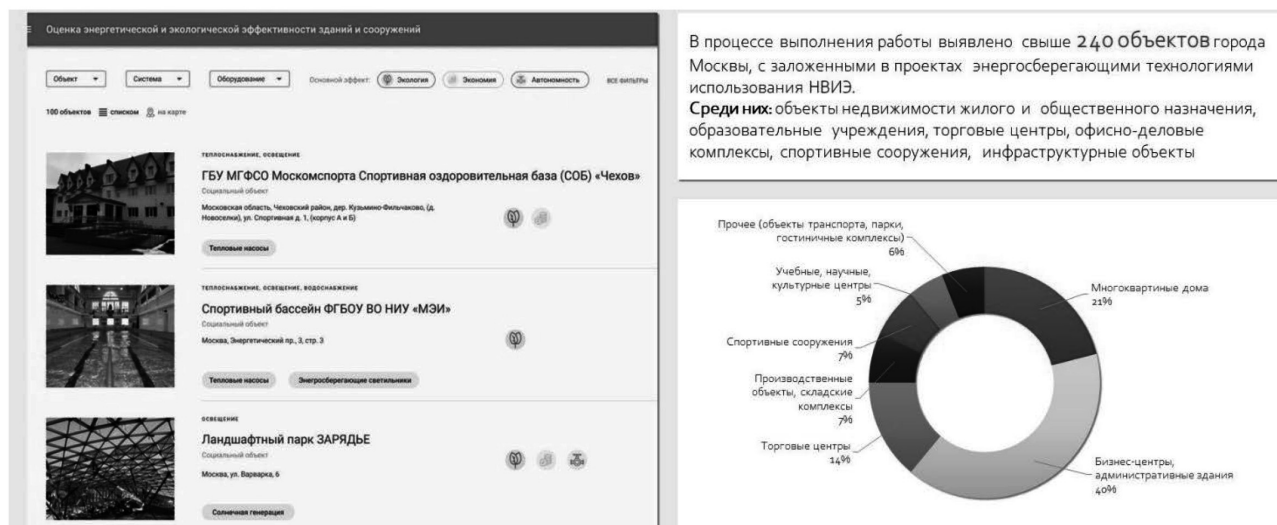 Оценка энергетической и экологической эффективности зданий и сооружений
Объект
Система
Оборудование
Основной эффект:
Экология
Экономия
Автономность
ВСЕ ФИЛЬТРЫ
100 объектов списком на карте
ТЕПЛОСНАБЖЕНИЕ, ОСВЕЩЕНИЕ
ГБУ МГФСО Москомспорта Спортивная оздоровительная база (СОБ) «Чехов»
Социальный объект
Московская область, Чеховский район, дер. Кузьмино-Фильчаково, (д.
Новоселки), ул. Спортивная д. 1, (корпус А и Б)
Тепловые насосы
ТЕПЛОСНАБЖЕНИЕ, ОСВЕЩЕНИЕ, ВОДОСНАБЖЕНИЕ
Спортивный бассейн ФГБОУ ВО НИУ «МЭИ»
Социальный объект
Москва, Энергетический пр., 3, стр. 3
Тепловые насосы
Энегросберегающие светильники
ОСВЕЩЕНИЕ
Ландшафтный парк ЗАРЯДЬЕ
Социальный объект
Москва, ул. Варварка, 6
Солнечная генерация
В процессе выполнения работы выявлено свыше 240 объектов города
Москвы, с заложенными в проектах энергосберегающими технологиями
использования НВИЭ.
Среди них: объекты недвижимости жилого и общественного назначения,
образовательные учреждения, торговые центры, офисно-деловые
комплексы, спортивные сооружения, инфраструктурные объекты
Прочее (объекты транспорта, парки,
гостиничные комплексы)
6%
Учебные, научные,
культурные центры
5%
Спортивные сооружения
7%
Производственные
объекты, складские
комплексы
7%
Торговые центры
14%
Многоквартиные дома
21%
Бизнес-центры,
административные здания
40%